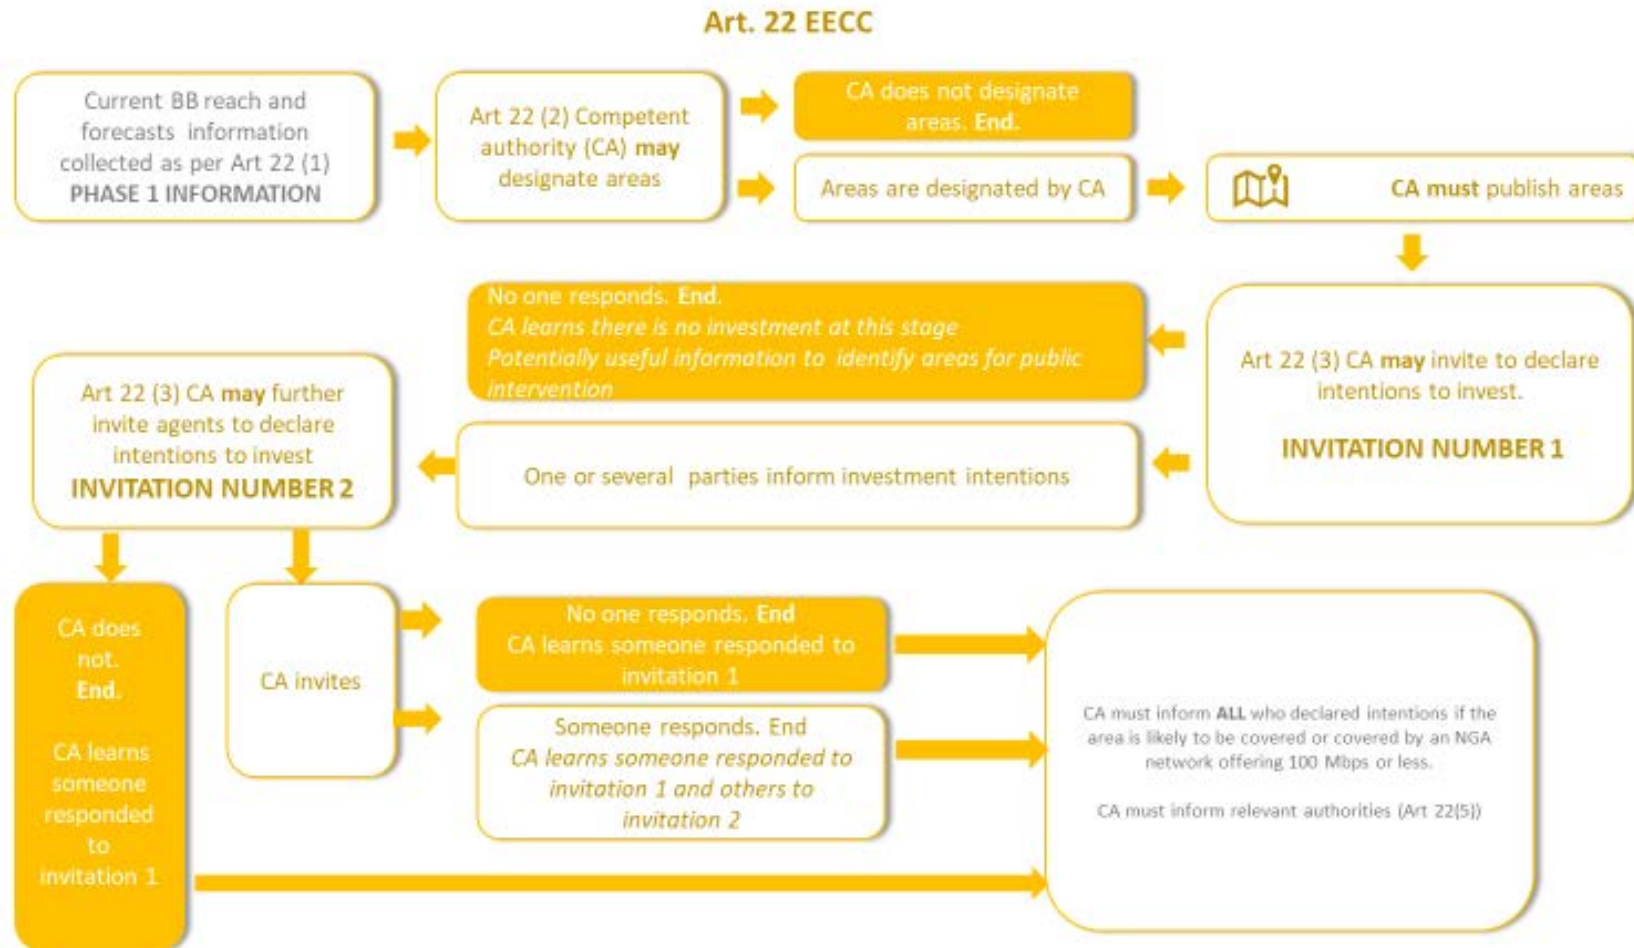 Art. 22 EECC
Current BB reach and
forecasts information
collected as per Art 22 (1)
PHASE 1 INFORMATION
Art 22 (2) Competent
authority (CA) may
designate areas
CA does not designate
areas. End.
Areas are designated by CA
CA must publish areas
Art 22 (3) CA may invite to declare
intentions to invest.
INVITATION NUMBER 1
No one responds. End.
CA learns there is no investment at this stage
Potentially useful information to identify areas for public
intervention
One or several parties inform investment intentions
Art 22 (3) CA may further
invite agents to declare
intentions to invest
INVITATION NUMBER 2
CA does
not.
End.
CA learns
someone
responded
to
invitation 1
CA invites
No one responds. End
CA learns someone responded to
invitation 1
Someone responds. End
CA learns someone responded to
invitation 1 and others to
invitation 2
CA must inform ALL who declared intentions if the
area is likely to be covered or covered by an NGA
network offering 100 Mbps or less.
CA must inform relevant authorities (Art 22(5))